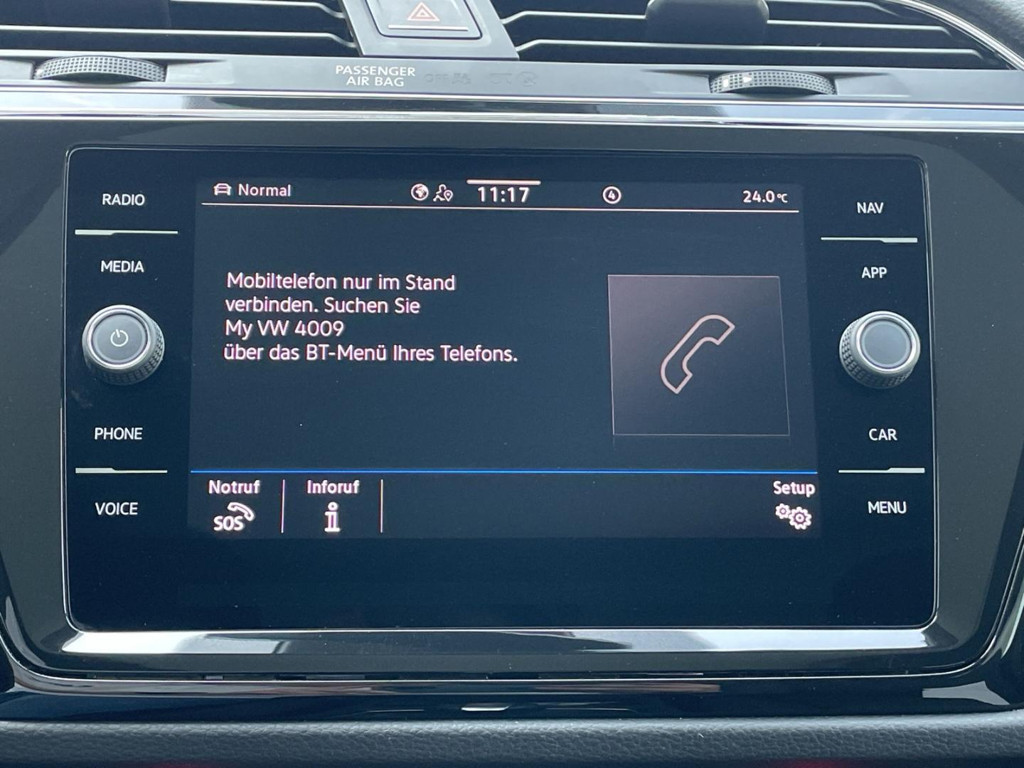 PASSENGER
AIR BAG
RADIO
MEDIA
PHONE
VOICE
Normal
11:17
4
24.0°C
Mobiltelefon nur im Stand
verbinden. Suchen Sie
My VW 4009
über das BT-Menü Ihres Telefons.
Notruf
SOS
Inforuf
i
Setup
NAV
APP
CAR
MENU